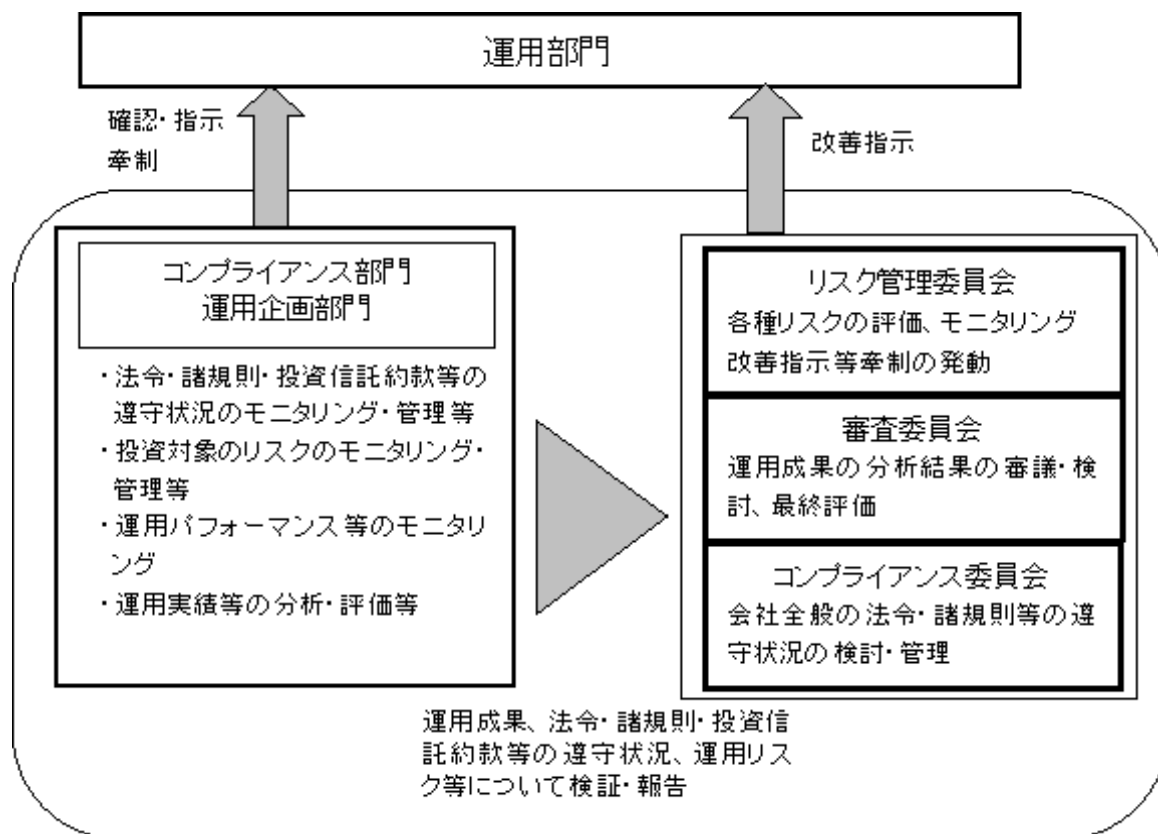 運用部門
確認・指示
牽制
改善指示
コンプライアンス部門
運用企画部門
・法令・諸規則・投資信託約款等の
遵守状況のモニタリング・管理等
・投資対象のリスクのモニタリング・
管理等
・運用パフォーマンス等のモニタリ
ング
・運用実績等の分析・評価等
リスク管理委員会
各種リスクの評価、モニタリング
改善指示等牽制の発動
審査委員会
運用成果の分析結果の審議・検
討、最終評価
コンプライアンス委員会
会社全般の法令・諸規則等の遵
守状況の検討・管理
運用成果、法令・諸規則・投資信
託約款等の遵守状況、運用リス
ク等について検証・報告